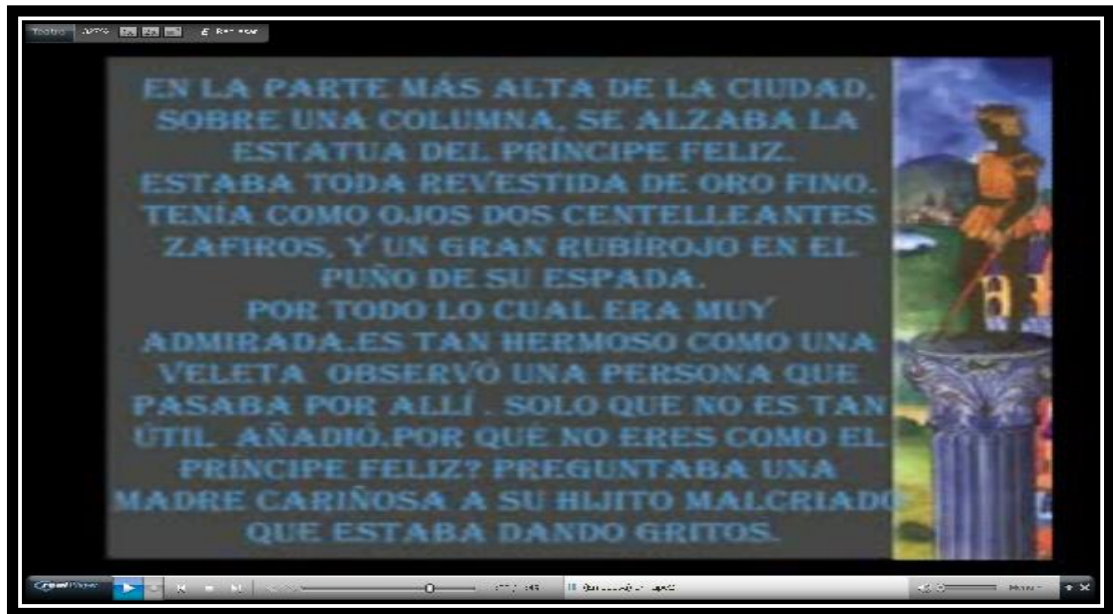 Teatro
EN LA PARTE MÁS ALTA DE LA CIUDAD,
SOBRE UNA COLUMNA, SE ALZABA LA
ESTATUA DEL PRÍNCIPE FELIZ.
ESTABA TODA REVESTIDA DE ORO FINO.
TENÍA COMO OJOS DOS CENTELLEANTES
ZAFIROS, Y UN GRAN RUBÍROJO EN EL
PUÑO DE SU ESPADA.
POR TODO LO CUAL ERA MUY
ADMIRADA.ES TAN HERMOSO COMO UNA
VELETA OBSERVÓ UNA PERSONA QUE
PASABA POR ALLÍ . SOLO QUE NO ES TAN
ÚTIL AÑADIÓ.POR QUÉ NO ERES COMO EL
PRÍNCIPE FELIZ? PREGUNTABA UNA
MADRE CARIÑOSA A SU HIJITO MALCRIADO
QUE ESTABA DANDO GRITOS.